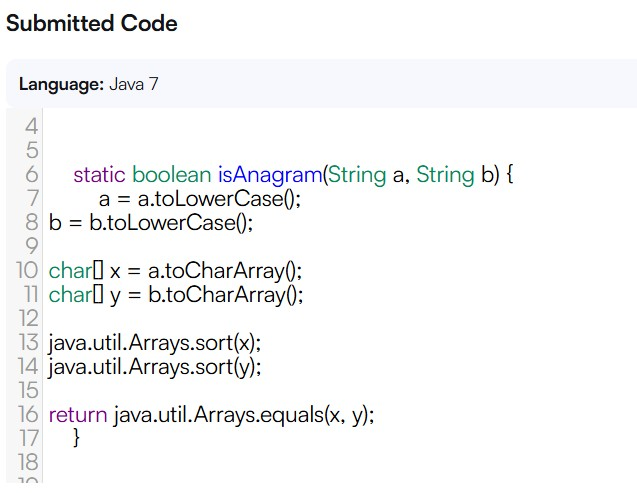 Submitted Code
Language: Java 7
4
5
6 static boolean isAnagram(String a, String b) {
7 a = a.toLowerCase();
8 b = b.toLowerCase();
9
10 char[] x = a.toCharArray();
11 char[] y = b.toCharArray();
12
13 java.util.Arrays.sort(x);
14 java.util.Arrays.sort(y);
15
16 return java.util.Arrays.equals(x, y);
17 }
18